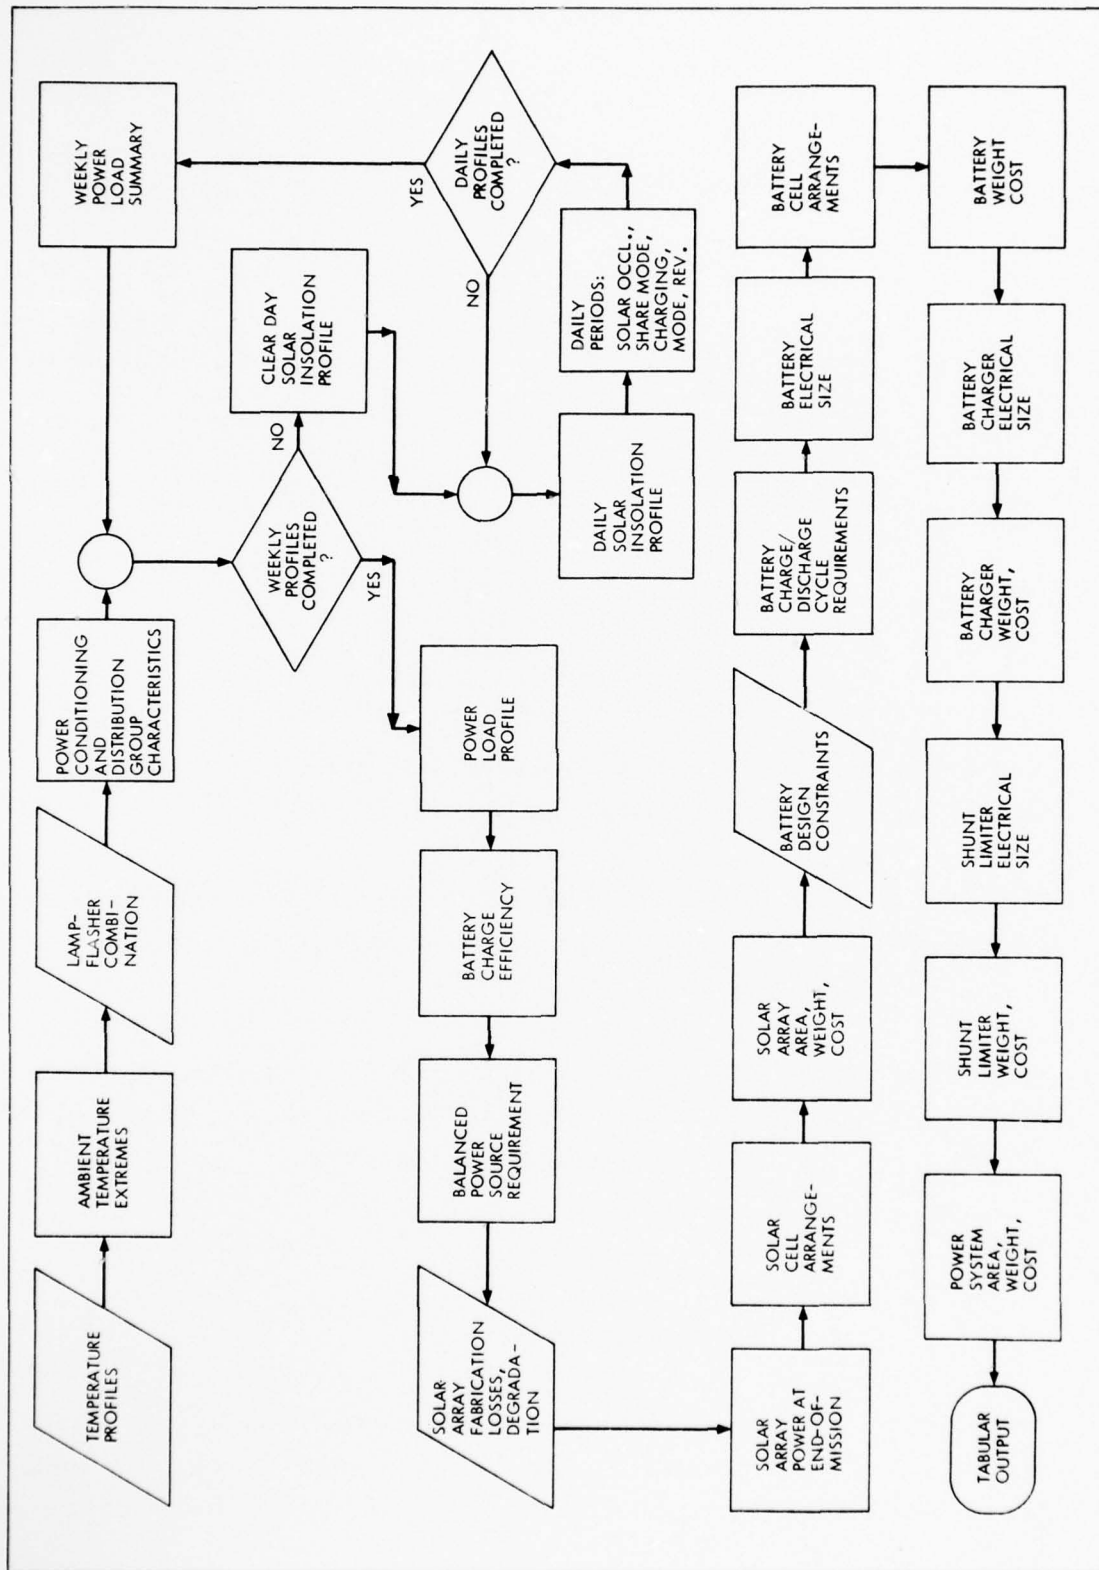 TEMPERATURE
PROFILES
AMBIENT
TEMPERATURE
EXTREMES
LAMP-
FLASHER
COMBI-
NATION
POWER
CONDITIONING
AND
DISTRIBUTION
GROUP
CHARACTERISTICS
WEEKLY
POWER
LOAD
SUMMARY
WEEKLY
PROFILES
COMPLETED
?
NO
YES
CLEAR DAY
SOLAR
INSOLATION
PROFILE
DAILY
PROFILES
COMPLETED
?
YES
NO
DAILY
SOLAR
INSOLATION
PROFILE
DAILY
PERIODS:
SOLAR OCCL.,
SHARE MODE,
CHARGING,
MODE, REV.
POWER
LOAD
PROFILE
BATTERY
CHARGE
EFFICIENCY
BALANCED
POWER
SOURCE
REQUIREMENT
SOLAR
ARRAY
FABRICATION
LOSSES,
DEGRADA-
TION
SOLAR
ARRAY
POWER AT
END-OF-
MISSION
SOLAR
CELL
ARRANGE-
MENTS
SOLAR
ARRAY
AREA,
WEIGHT,
COST
BATTERY
DESIGN
CONSTRAINTS
BATTERY
CHARGE/
DISCHARGE
CYCLE
REQUIREMENTS
BATTERY
ELECTRICAL
SIZE
BATTERY
CELL
ARRANGE-
MENTS
BATTERY
WEIGHT
COST
BATTERY
CHARGER
ELECTRICAL
SIZE
BATTERY
CHARGER
WEIGHT,
COST
SHUNT
LIMITER
ELECTRICAL
SIZE
SHUNT
LIMITER
WEIGHT,
COST
POWER
SYSTEM
AREA,
WEIGHT,
COST
TABULAR
OUTPUT